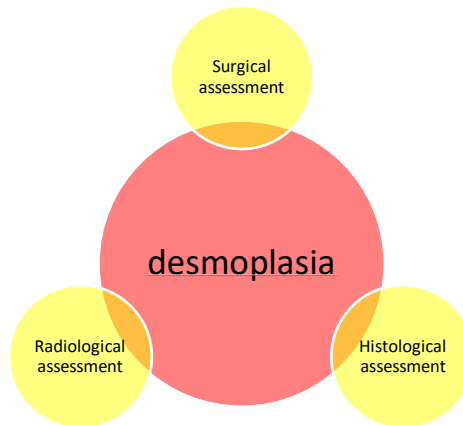 Surgical
assessment
desmoplasia
Radiological
assessment
Histological
assessment